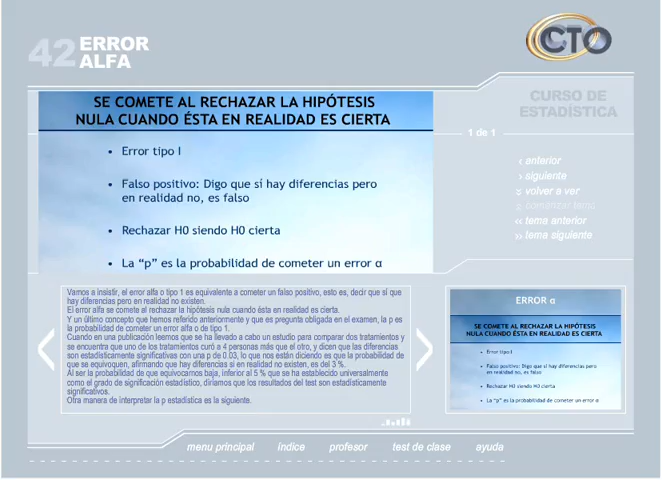 42 ERROR
ALFA
CTO
SE COMETE AL RECHAZAR LA HIPÓTESIS
NULA CUANDO ÉSTA EN REALIDAD ES CIERTA
• Error tipo I
• Falso positivo: Digo que sí hay diferencias pero
en realidad no, es falso
• Rechazar H0 siendo H0 cierta
• La “p” es la probabilidad de cometer un error α
CURSO DE
ESTADÍSTICA
1 de 1
‹ anterior
› siguiente
volver a ver
comenzar tema
‹‹ tema anterior
›› tema siguiente
Vamos a insistir, el error alfa o tipo 1 es equivalente a cometer un falso positivo, esto es, decir que sí que
hay diferencias pero en realidad no existen.
El error alfa se comete al rechazar la hipótesis nula cuando ésta en realidad es cierta.
Y un último concepto que hemos referido anteriormente y que es pregunta obligada en el examen, la p es
la probabilidad de cometer un error alfa o de tipo 1.
Cuando en una publicación leemos que se ha llevado a cabo un estudio para comparar dos tratamientos y
se encuentra que uno de los tratamientos curó a 4 personas más que el otro, y dicen que las diferencias
son estadísticamente significativas con una p de 0.03, lo que nos están diciendo es que la probabilidad de
que se equivoquen, afirmando que hay diferencias si en realidad no existen, es del 3 %.
Al ser la probabilidad de que equivocarnos baja, inferior al 5 % que se ha establecido universalmente
como el grado de significación estadístico, diríamos que los resultados del test son estadísticamente
significativos.
Otra manera de interpretar la p estadística es la siguiente.
ERROR α
SE COMETE AL RECHAZAR LA HIPÓTESIS
NULA CUANDO ÉSTA EN REALIDAD ES CIERTA
• Error tipo I
• Falso positivo: Digo que sí hay diferencias pero
en realidad no, es falso
• Rechazar H0 siendo H0 cierta
• La “p” es la probabilidad de cometer un error α
menu principal índice profesor test de clase ayuda